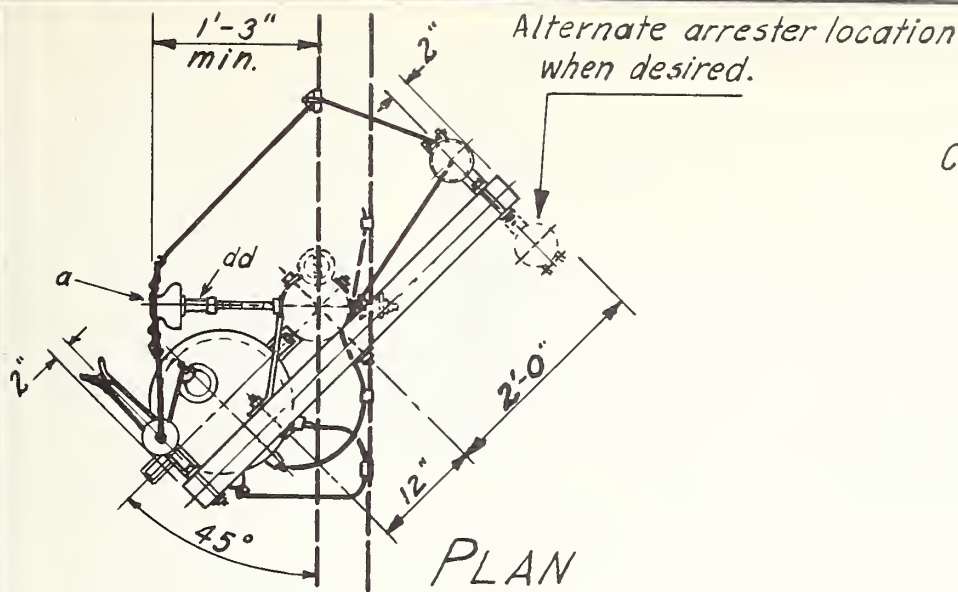 1'-3"
min.
2"
Alternate arrester location
when desired.
C
a
dd
2"
2'-0"
12"
45°
PLAN